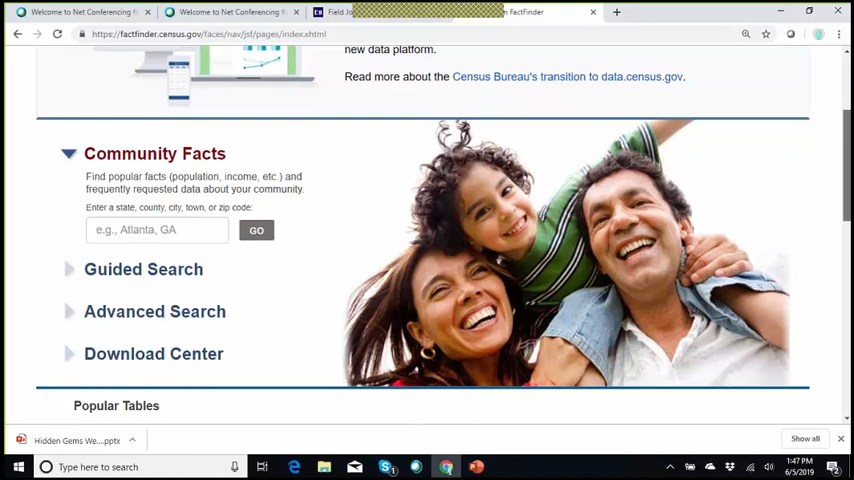 Welcome to Net Conferencing f
Welcome to Net Conferencing f
Field Jo
FactFinder
https://factfinder.census.gov/faces/nav/jsf/pages/index.xhtml
new data platform.
Read more about the Census Bureau's transition to data.census.gov.
Community Facts
Find popular facts (population, income, etc.) and
frequently requested data about your community.
Enter a state, county, city, town, or zip code:
e.g., Atlanta, GA
GO
Guided Search
Advanced Search
Download Center
Popular Tables
Hidden Gems We....pptx
Show all
Type here to search
1:47 PM
6/5/2019